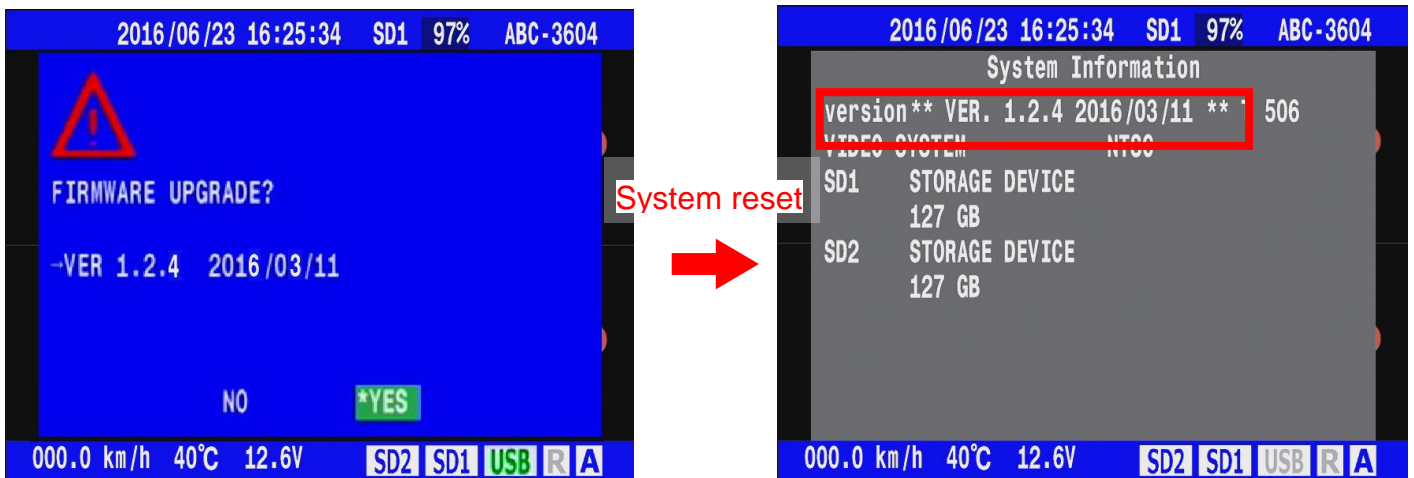 2016/06/23 16:25:34 SD1 97% ABC-3604
FIRMWARE UPGRADE?
→VER 1.2.4 2016/03/11
NO *YES
000.0 km/h 40℃ 12.6V SD2 SD1 USB R A
System reset
2016/06/23 16:25:34 SD1 97% ABC-3604
System Information
version** VER. 1.2.4 2016/03/11 ** 506
VIDEO SYSTEM NTSC
SD1 STORAGE DEVICE
127 GB
SD2 STORAGE DEVICE
127 GB
000.0 km/h 40℃ 12.6V SD2 SD1 USB R A